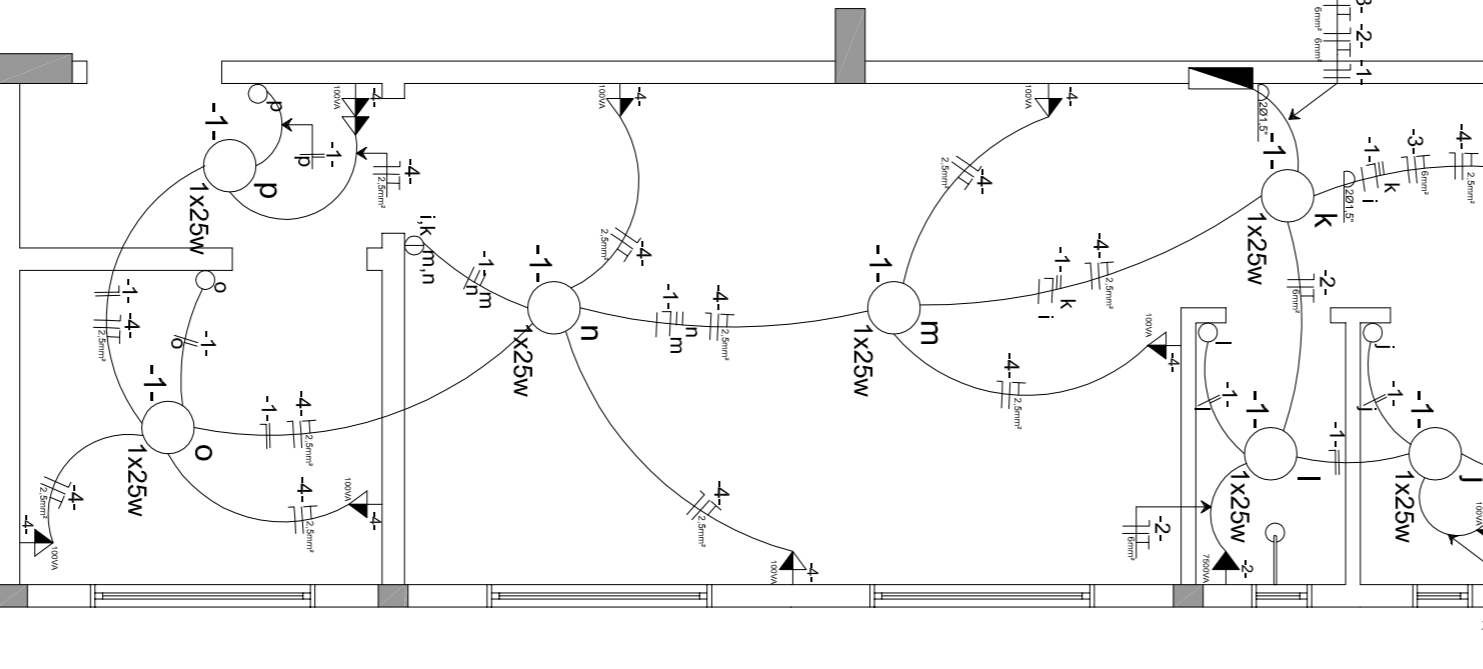 -3-
6mm²
-2-
6mm²
-1-
2Ø1,5"
-1-
k
1x25w
2Ø1,5"
-1-
k
i
-3-
6mm²
-4-
2,5mm²
-2-
6mm²
p
-1-
p
1x25w
-1-
p
100VA
-4-
-4-
2,5mm²
100VA
-4-
-4-
2,5mm²
100VA
-4-
-4-
2,5mm²
i,k
m,n
-1-
m
n
-1-
n
1x25w
-1-
n
m
-4-
2,5mm²
-1-
m
1x25w
-1-
k
i
-4-
2,5mm²
100VA
-4-
-4-
2,5mm²
-1-
-4-
2,5mm²
o
-1-
o
-1-
o
1x25w
-1-
-4-
2,5mm²
-4-
2,5mm²
-4-
100VA
-4-
2,5mm²
100VA
-4-
-4-
2,5mm²
100VA
-4-
l
-1-
l
-1-
l
1x25w
-1-
-2-
6mm²
7500VA
-2-
j
-1-
j
-1-
j
1x25w
100VA